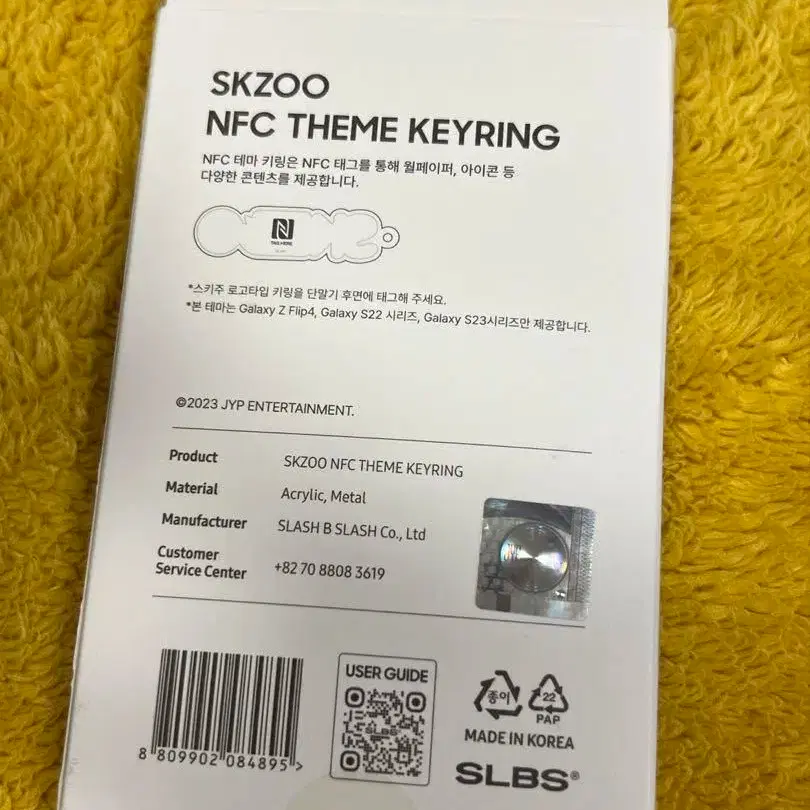 SKZOO
NFC THEME KEYRING
NFC 테마 키링은 NFC 태그를 통해 월페이퍼, 아이콘 등
다양한 콘텐츠를 제공합니다.
N
TAG HERE
*스키주 로고타입 키링을 단말기 후면에 태그해 주세요.
*본 테마는 Galaxy Z Flip4, Galaxy S22 시리즈, Galaxy S23시리즈만 제공합니다.
©2023 JYP ENTERTAINMENT.
Product SKZOO NFC THEME KEYRING
Material Acrylic, Metal
Manufacturer SLASH B SLASH Co., Ltd
Customer
Service Center +82 70 8808 3619
8 809902 084895 >
USER GUIDE
SLBS
종이
22
PAP
MADE IN KOREA
SLBS®